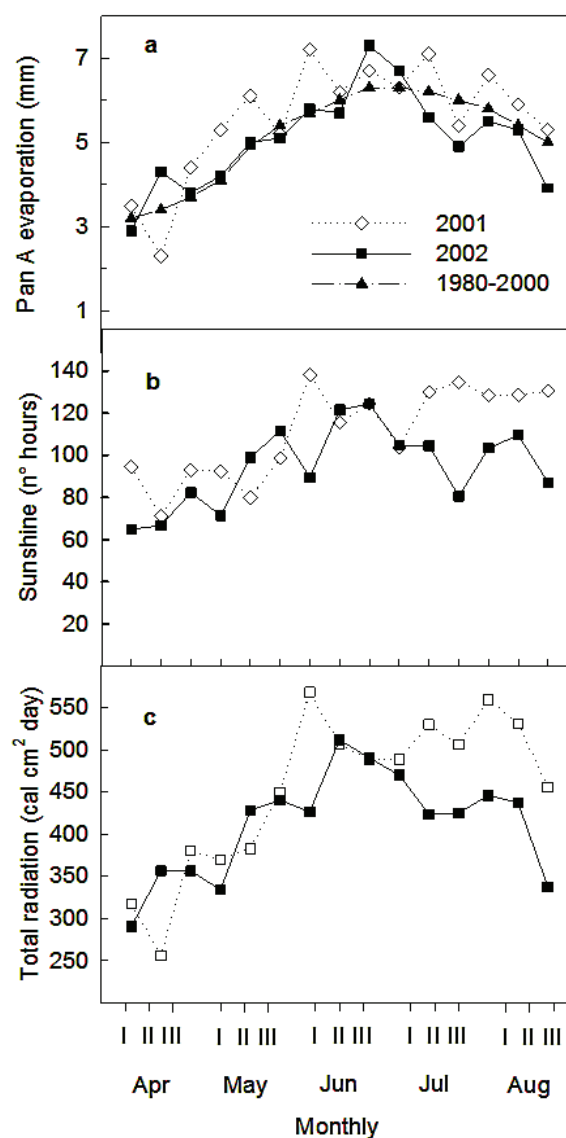 a
Pan A evaporation (mm)
7
5
3
1
2001
2002
1980-2000
b
Sunshine (n° hours)
140
120
100
80
60
40
20
c
Total radiation (cal cm² day)
550
500
450
400
350
300
250
I II III I II III I II III I II III I II III
Apr May Jun Jul Aug
Monthly